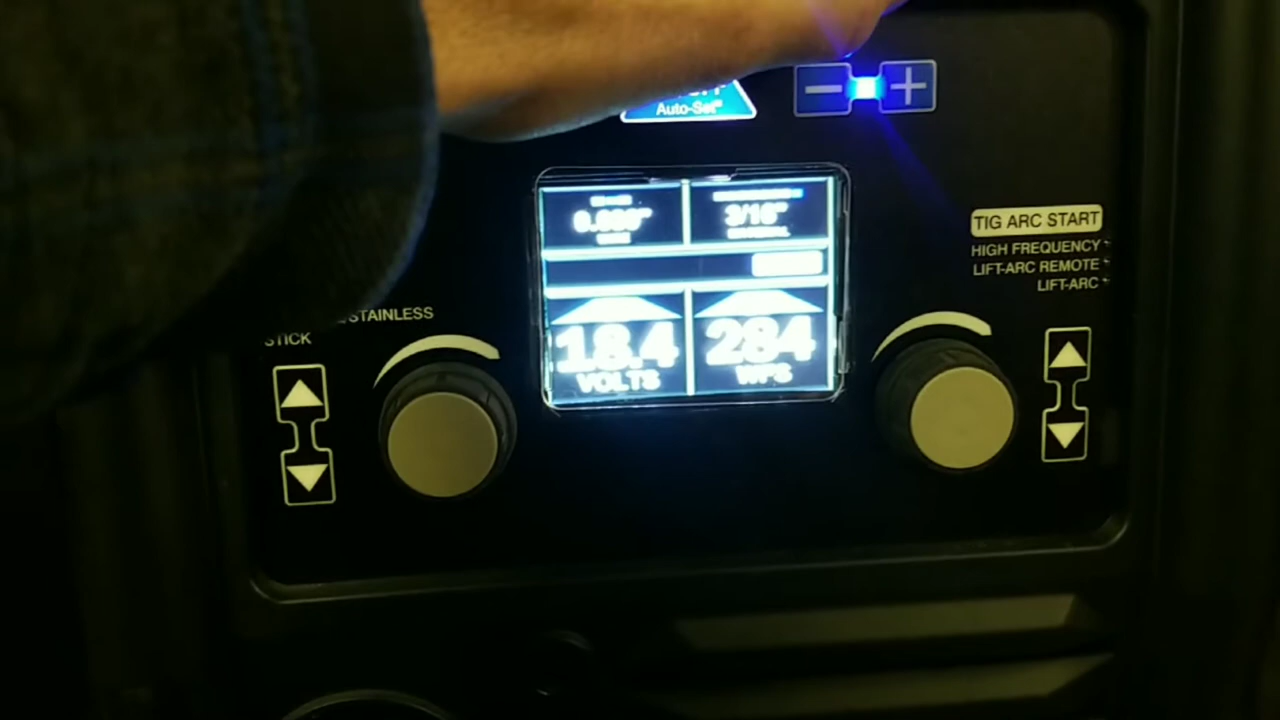 Auto-Set™
3/16"
TIG ARC START
HIGH FREQUENCY
LIFT-ARC REMOTE
LIFT-ARC
STAINLESS
STICK
18.4
284
VOLTS
WFS